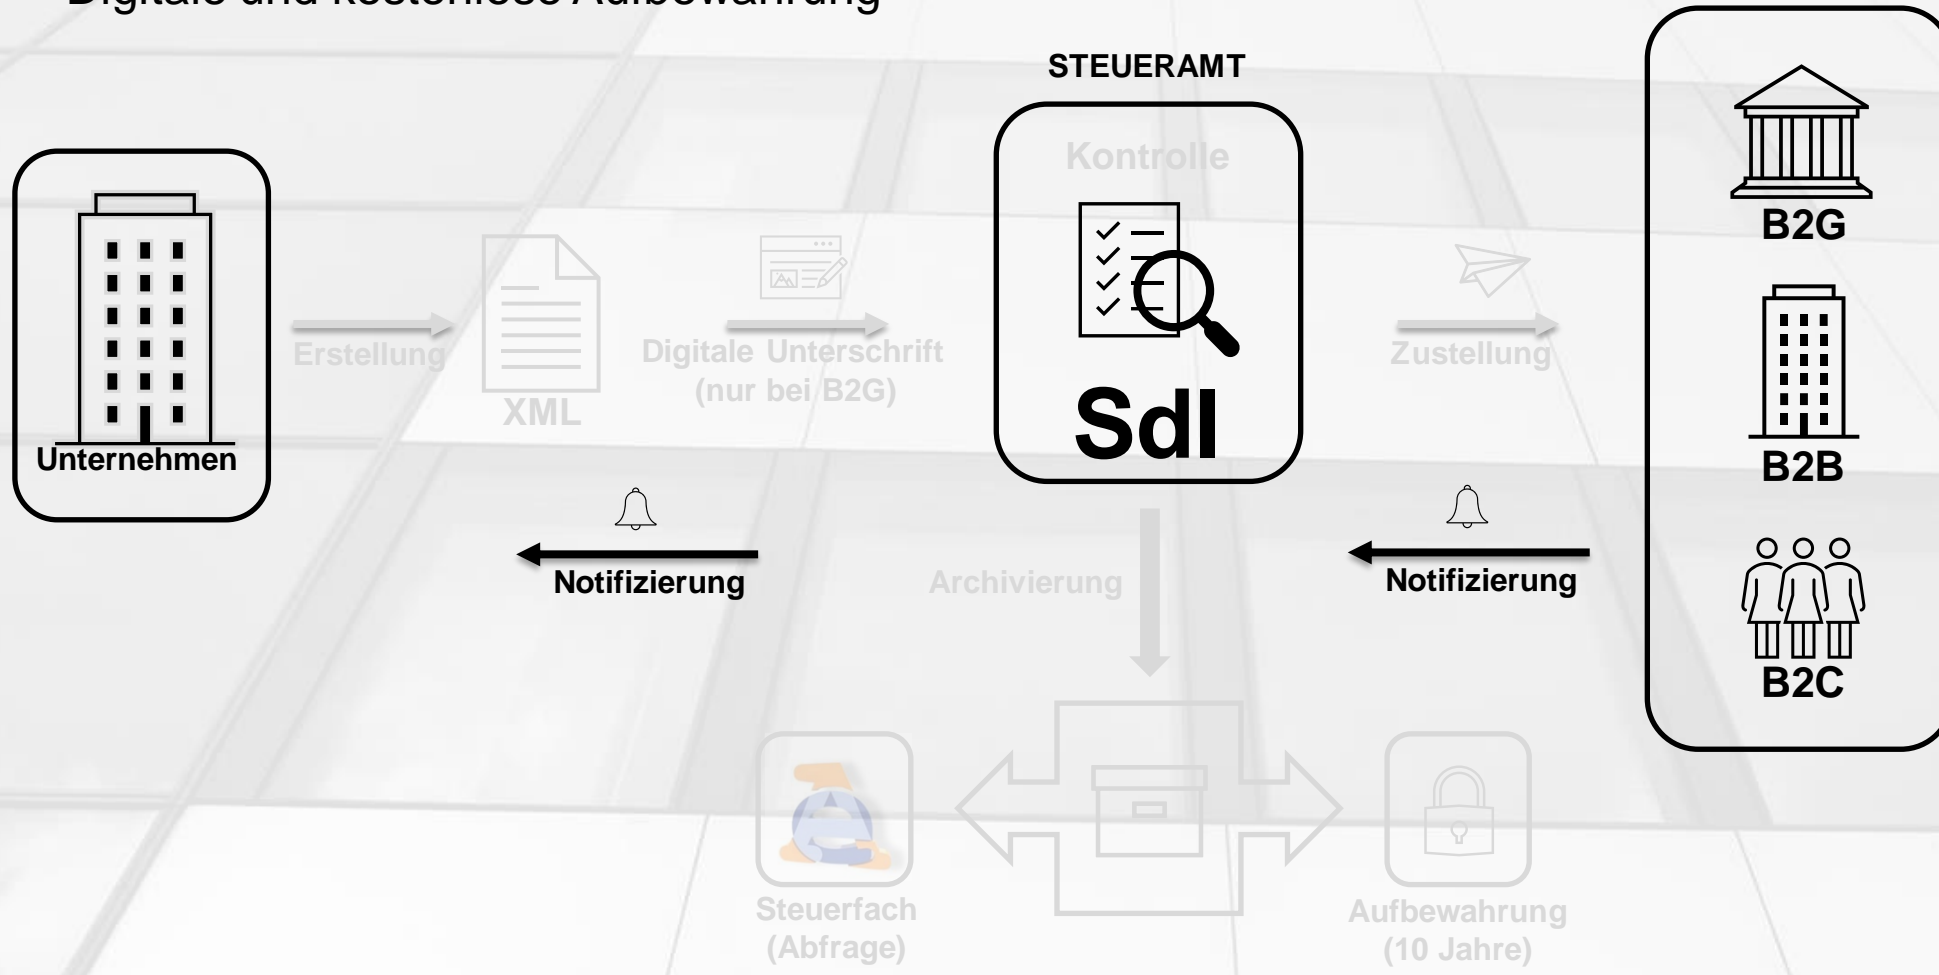 Digitale und kostenlose Aufbewahrung
STEUERAMT
Kontrolle
B2G
Erstellung
Digitale Unterschrift
(nur bei B2G)
Zustellung
XML
SdI
Unternehmen
B2B
Notifizierung
Archivierung
Notifizierung
B2C
Steuerfach
(Abfrage)
Aufbewahrung
(10 Jahre)